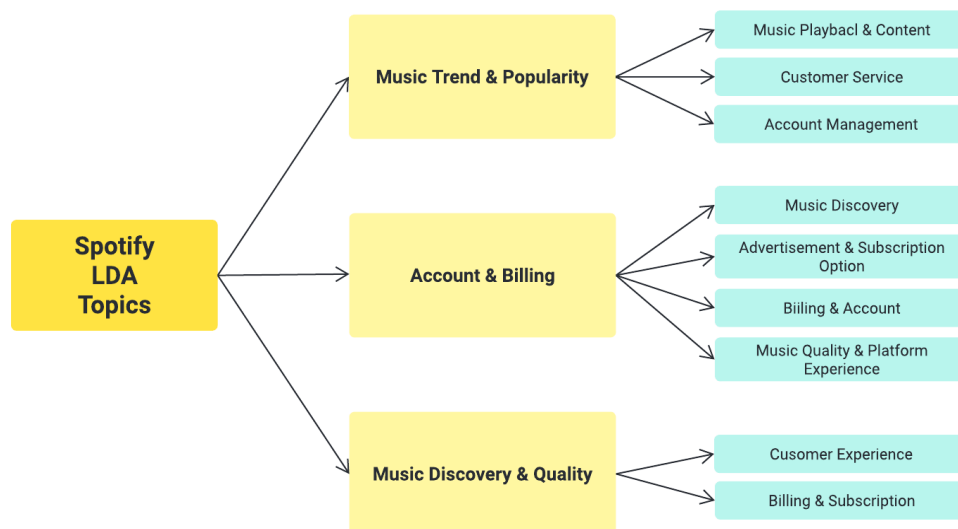 Spotify
LDA
Topics
Music Trend & Popularity
Music Playbacl & Content
Customer Service
Account Management
Account & Billing
Music Discovery
Advertisement & Subscription
Option
Biiling & Account
Music Quality & Platform
Experience
Music Discovery & Quality
Cusomer Experience
Billing & Subscription